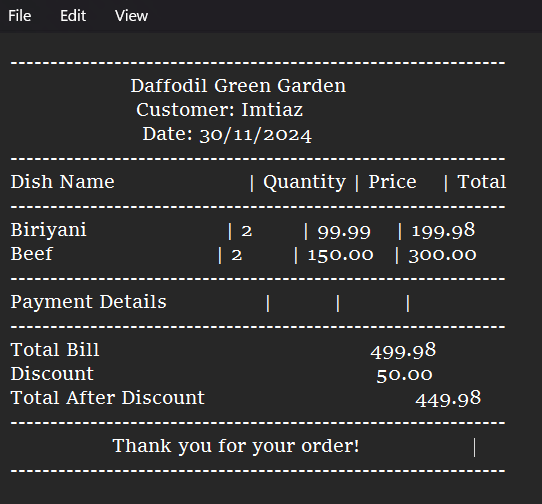 File Edit View
---------------------------------------------------------------
Daffodil Green Garden
Customer: Imtiaz
Date: 30/11/2024
---------------------------------------------------------------
Dish Name | Quantity | Price | Total
---------------------------------------------------------------
Biriyani | 2 | 99.99 | 199.98
Beef | 2 | 150.00 | 300.00
---------------------------------------------------------------
Payment Details | | |
---------------------------------------------------------------
Total Bill 499.98
Discount 50.00
Total After Discount 449.98
---------------------------------------------------------------
Thank you for your order!
---------------------------------------------------------------